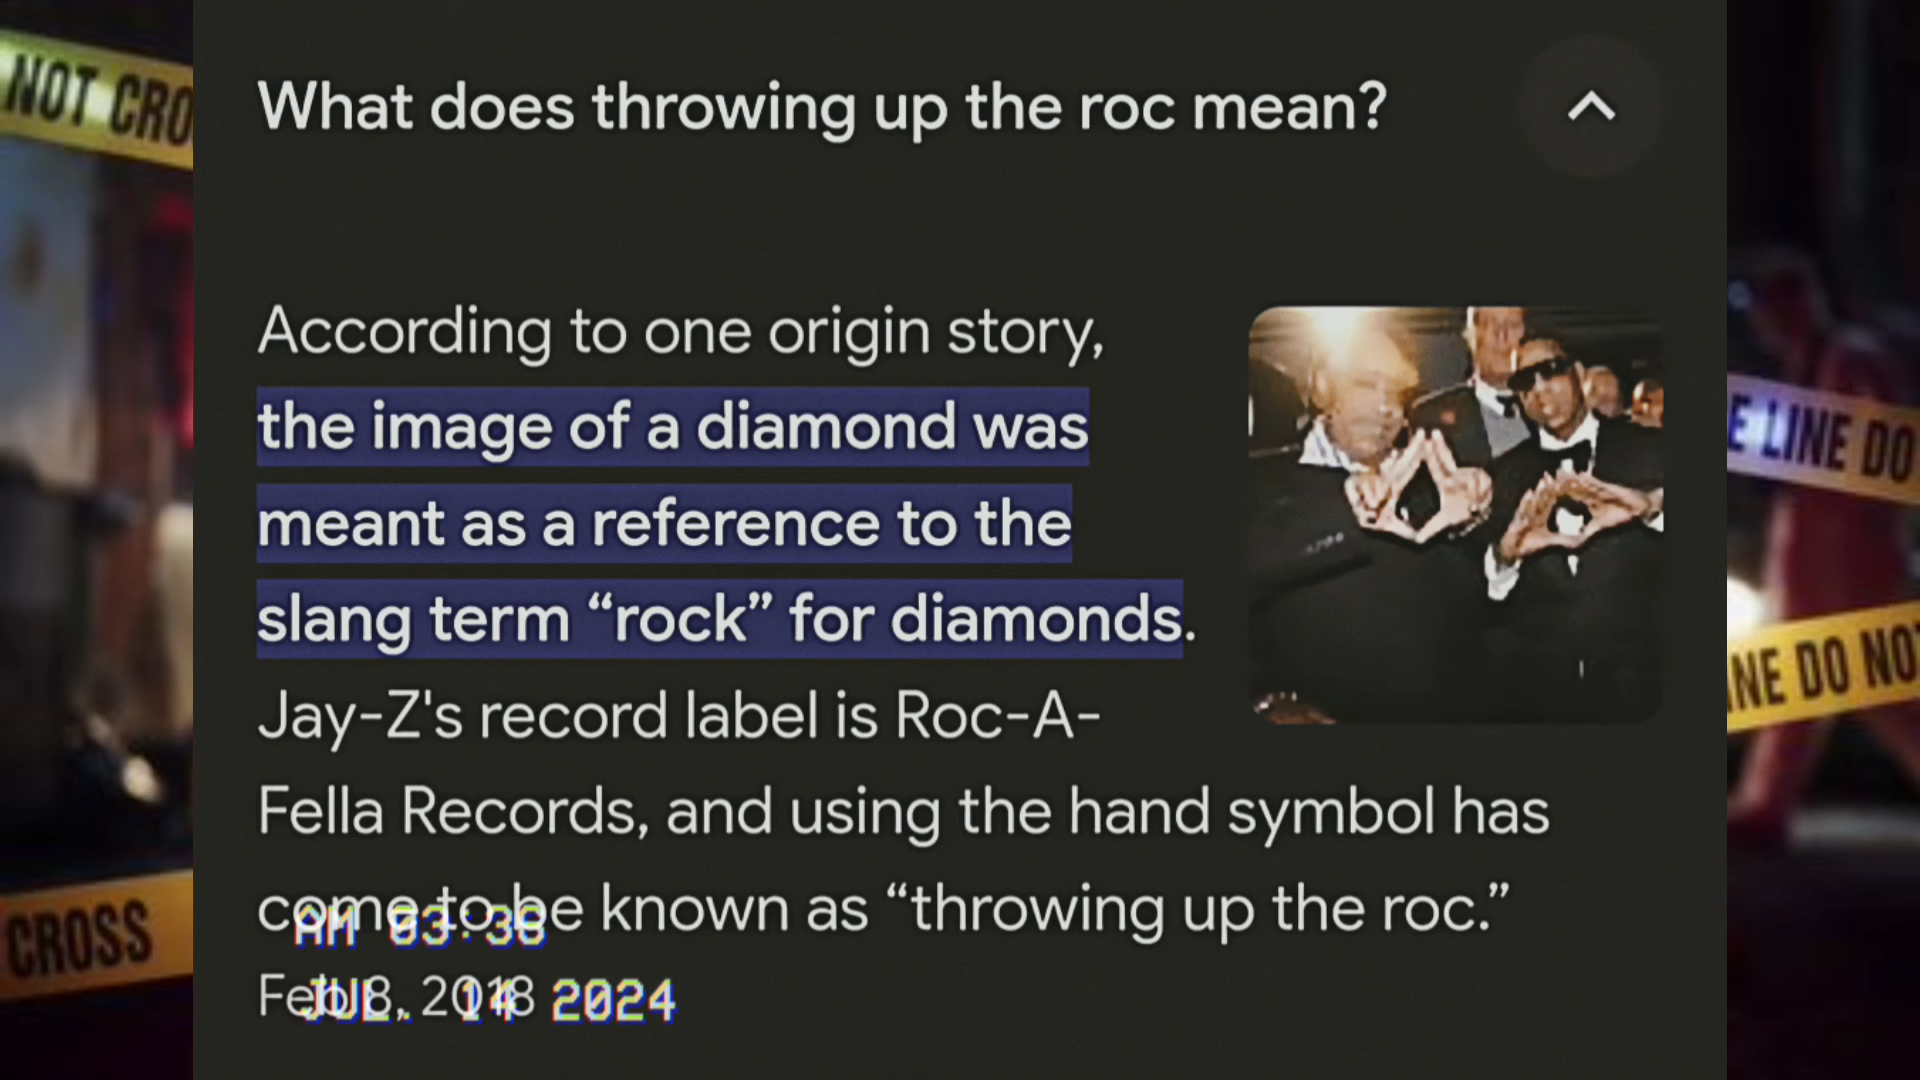 What does throwing up the roc mean?
According to one origin story,
the image of a diamond was
meant as a reference to the
slang term “rock” for diamonds.
Jay-Z's record label is Roc-A-
Fella Records, and using the hand symbol has
come to be known as “throwing up the roc.”
Feb 8, 2018
AM 03:38
JUL. 14 2024
NOT CRO
CROSS
E LINE DO
NE DO NO